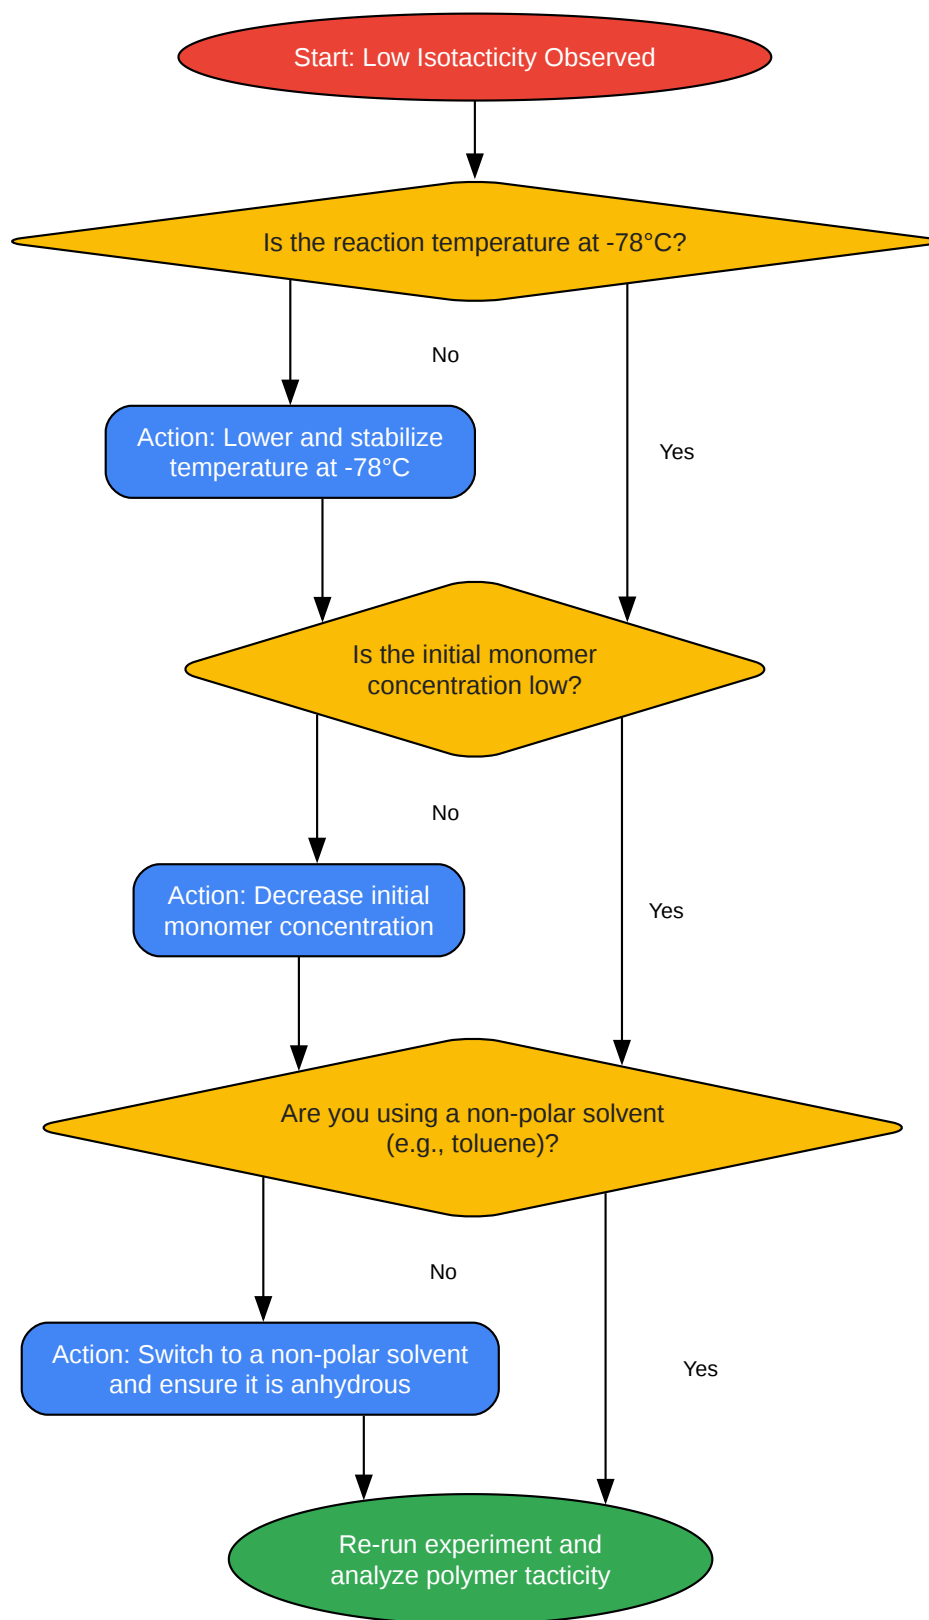 Start: Low Isotacticity Observed
Is the reaction temperature at -78°C?
No
Action: Lower and stabilize
temperature at -78°C
Yes
Is the initial monomer
concentration low?
No
Action: Decrease initial
monomer concentration
Yes
Are you using a non-polar solvent
(e.g., toluene)?
No
Action: Switch to a non-polar solvent
and ensure it is anhydrous
Yes
Re-run experiment and
analyze polymer tacticity